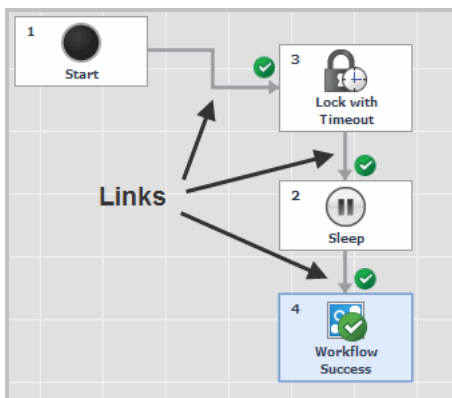 1
Start
3
Lock with
Timeout
Links
2
Sleep
4
Workflow
Success